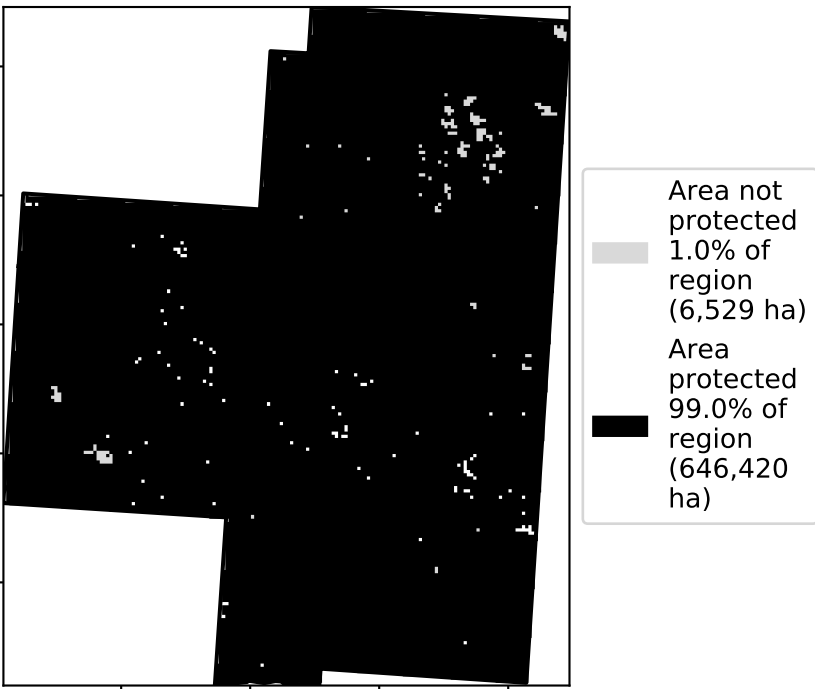 Area not
protected
1.0% of
region
(6,529 ha)
Area
protected
99.0% of
region
(646,420
ha)